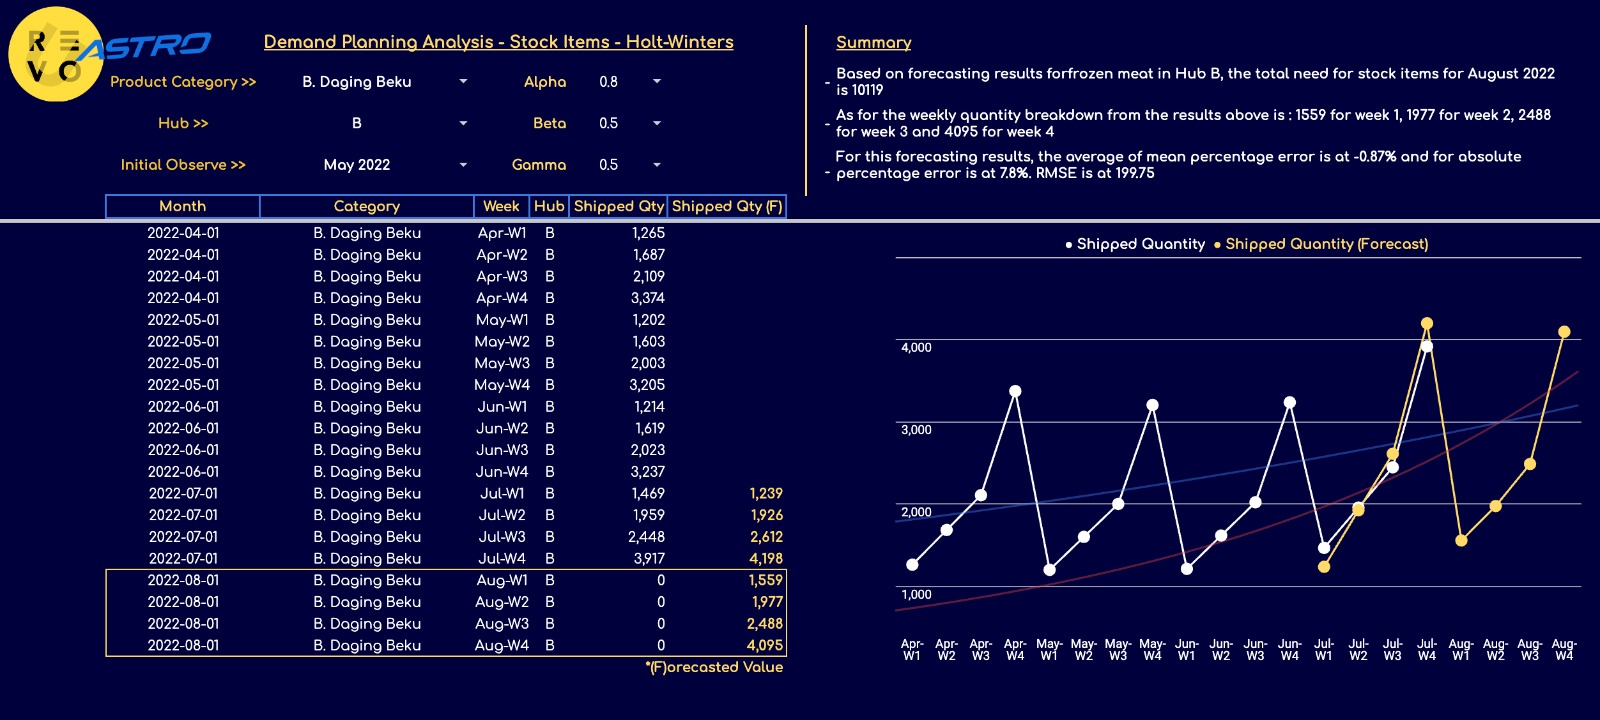 RE
VO
ASTRO
Demand Planning Analysis - Stock Items - Holt-Winters
Product Category >> B. Daging Beku Alpha 0.8
Hub >> B Beta 0.5
Initial Observe >> May 2022 Gamma 0.5
Summary
- Based on forecasting results forfrozen meat in Hub B, the total need for stock items for August 2022
is 10119
- As for the weekly quantity breakdown from the results above is : 1559 for week 1, 1977 for week 2, 2488
for week 3 and 4095 for week 4
For this forecasting results, the average of mean percentage error is at -0.87% and for absolute
- percentage error is at 7.8%. RMSE is at 199.75
Month Category Week Hub Shipped Qty Shipped Qty (F)
2022-04-01 B. Daging Beku Apr-W1 B 1,265
2022-04-01 B. Daging Beku Apr-W2 B 1,687
2022-04-01 B. Daging Beku Apr-W3 B 2,109
2022-04-01 B. Daging Beku Apr-W4 B 3,374
2022-05-01 B. Daging Beku May-W1 B 1,202
2022-05-01 B. Daging Beku May-W2 B 1,603
2022-05-01 B. Daging Beku May-W3 B 2,003
2022-05-01 B. Daging Beku May-W4 B 3,205
2022-06-01 B. Daging Beku Jun-W1 B 1,214
2022-06-01 B. Daging Beku Jun-W2 B 1,619
2022-06-01 B. Daging Beku Jun-W3 B 2,023
2022-06-01 B. Daging Beku Jun-W4 B 3,237
2022-07-01 B. Daging Beku Jul-W1 B 1,469 1,239
2022-07-01 B. Daging Beku Jul-W2 B 1,959 1,926
2022-07-01 B. Daging Beku Jul-W3 B 2,448 2,612
2022-07-01 B. Daging Beku Jul-W4 B 3,917 4,198
2022-08-01 B. Daging Beku Aug-W1 B 0 1,559
2022-08-01 B. Daging Beku Aug-W2 B 0 1,977
2022-08-01 B. Daging Beku Aug-W3 B 0 2,488
2022-08-01 B. Daging Beku Aug-W4 B 0 4,095
*(F)orecasted Value
Shipped Quantity Shipped Quantity (Forecast)
4,000
3,000
2,000
1,000
Apr- Apr- Apr- Apr- May- May- May- May- Jun- Jun- Jun- Jun- Jul- Jul- Jul- Jul- Aug- Aug- Aug- Aug-
W1 W2 W3 W4 W1 W2 W3 W4 W1 W2 W3 W4 W1 W2 W3 W4 W1 W2 W3 W4